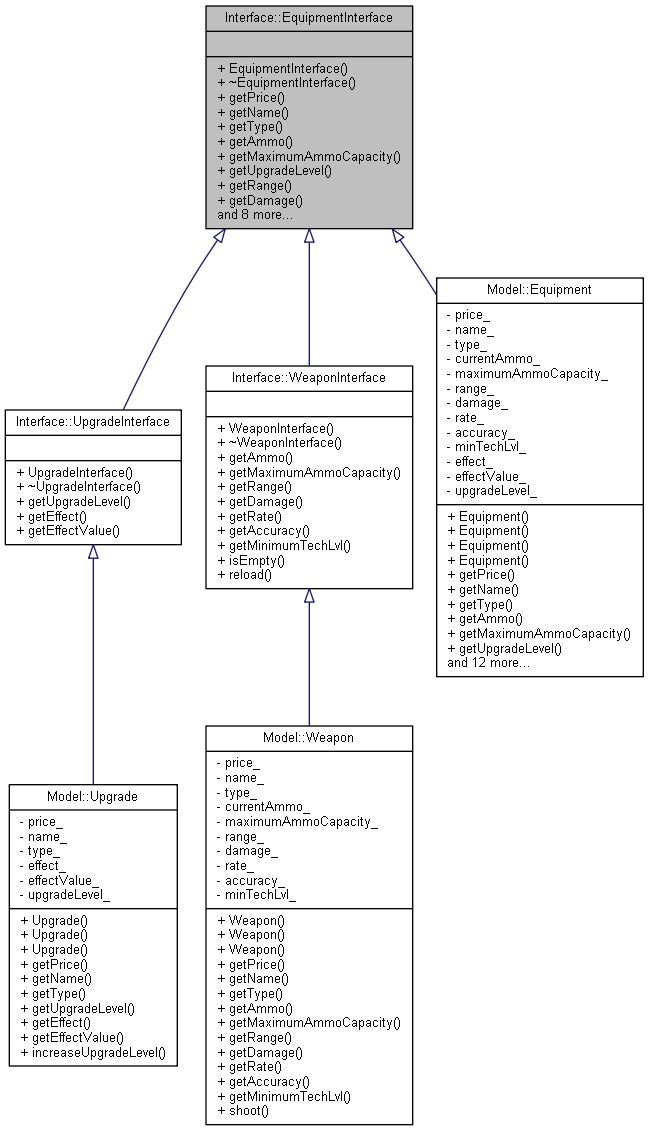 Interface::EquipmentInterface
+ EquipmentInterface()
+ ~EquipmentInterface()
+ getPrice()
+ getName()
+ getType()
+ getAmmo()
+ getMaximumAmmoCapacity()
+ getUpgradeLevel()
+ getRange()
+ getDamage()
and 8 more...
Interface::UpgradeInterface
+ UpgradeInterface()
+ ~UpgradeInterface()
+ getUpgradeLevel()
+ getEffect()
+ getEffectValue()
Interface::WeaponInterface
+ WeaponInterface()
+ ~WeaponInterface()
+ getAmmo()
+ getMaximumAmmoCapacity()
+ getRange()
+ getDamage()
+ getRate()
+ getAccuracy()
+ getMinimumTechLvl()
+ isEmpty()
+ reload()
Model::Equipment
- price_
- name_
- type_
- currentAmmo_
- maximumAmmoCapacity_
- range_
- damage_
- rate_
- accuracy_
- minTechLvl_
- effect_
- effectValue_
- upgradeLevel_
+ Equipment()
+ Equipment()
+ Equipment()
+ Equipment()
+ getPrice()
+ getName()
+ getType()
+ getAmmo()
+ getMaximumAmmoCapacity()
+ getUpgradeLevel()
and 12 more...
Model::Upgrade
- price_
- name_
- type_
- effect_
- effectValue_
- upgradeLevel_
+ Upgrade()
+ Upgrade()
+ Upgrade()
+ getPrice()
+ getName()
+ getType()
+ getUpgradeLevel()
+ getEffect()
+ getEffectValue()
+ increaseUpgradeLevel()
Model::Weapon
- price_
- name_
- type_
- currentAmmo_
- maximumAmmoCapacity_
- range_
- damage_
- rate_
- accuracy_
- minTechLvl_
+ Weapon()
+ Weapon()
+ Weapon()
+ getPrice()
+ getName()
+ getType()
+ getAmmo()
+ getMaximumAmmoCapacity()
+ getRange()
+ getDamage()
+ getRate()
+ getAccuracy()
+ getMinimumTechLvl()
+ shoot()